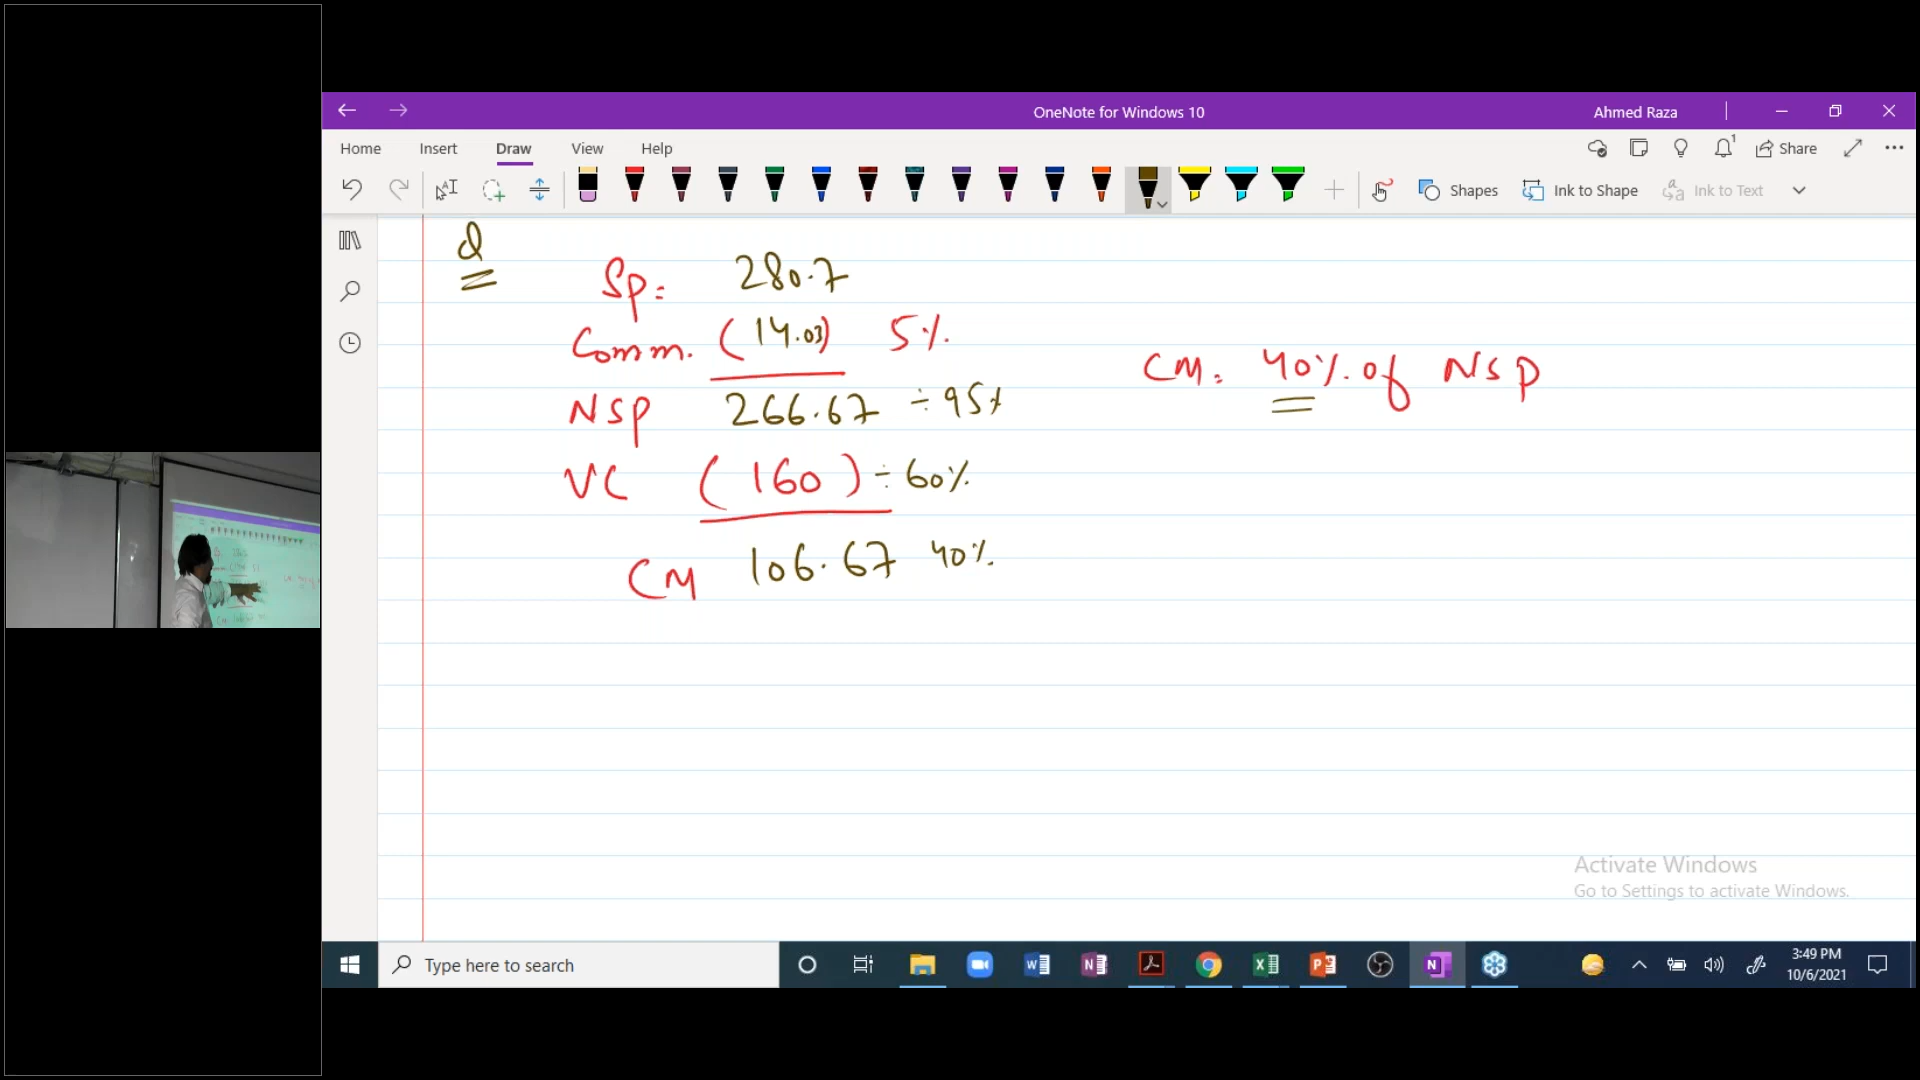 OneNote for Windows 10
Ahmed Raza
Home Insert Draw View Help
Share
Shapes Ink to Shape Ink to Text
Q
Sp = 280.7
Comm. (14.03) 5%
NSP 266.67 ÷ 95%
VC (160) ÷ 60%
CM 106.67 40%
CM = 40% of NSP
Activate Windows
Go to Settings to activate Windows.
Type here to search
3:49 PM
10/6/2021